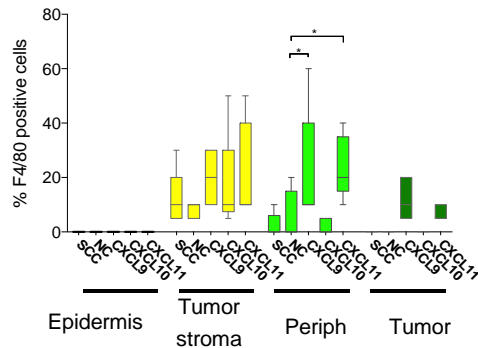 80
60
40
20
0
% F4/80 positive cells
*
*
SCC NC CXCL9 CXCL10 CXCL11 SCC NC CXCL9 CXCL10 CXCL11 SCC NC CXCL9 CXCL10 CXCL11 SCC NC CXCL9 CXCL10 CXCL11
Epidermis Tumor stroma Periph Tumor